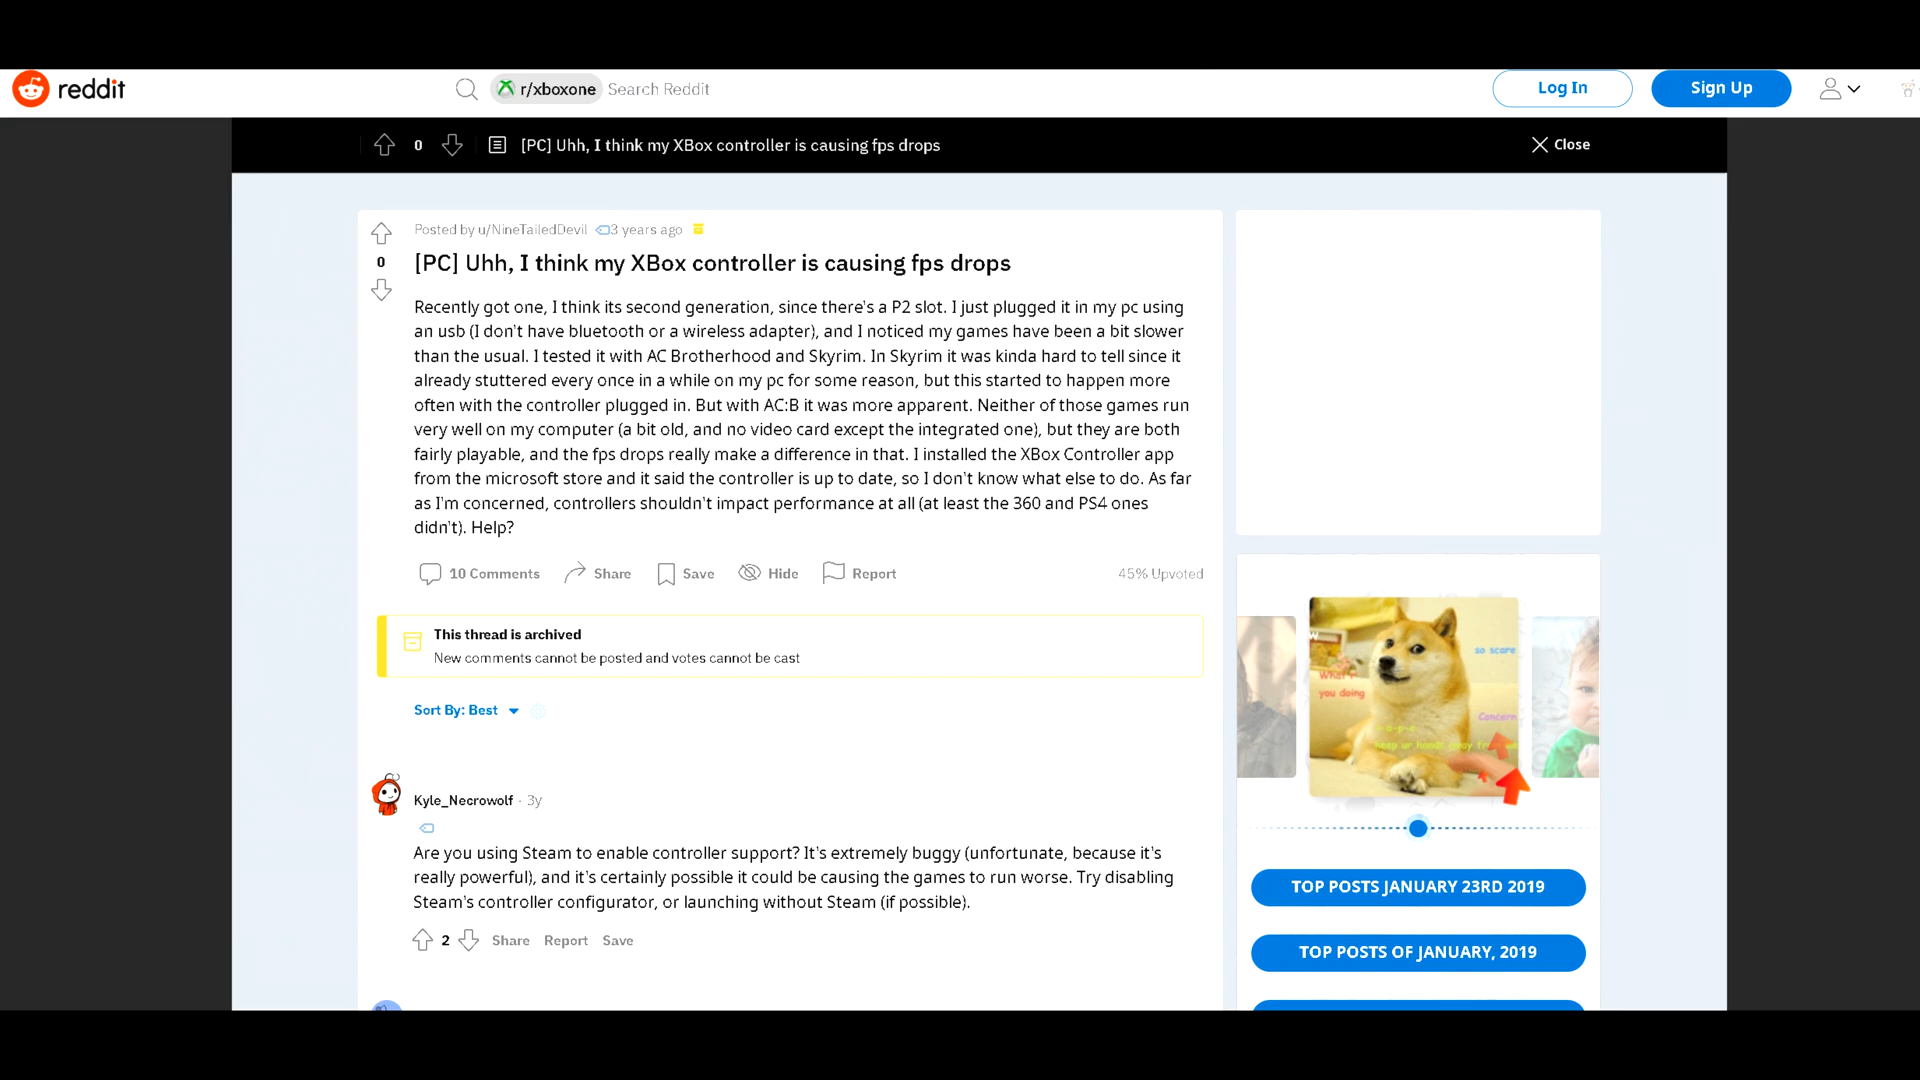 reddit
r/xboxone Search Reddit
Log In
Sign Up
0
[PC] Uhh, I think my XBox controller is causing fps drops
Close
Posted by u/NineTailedDevil 3 years ago
0
[PC] Uhh, I think my XBox controller is causing fps drops
Recently got one, I think its second generation, since there's a P2 slot. I just plugged it in my pc using
an usb (I don't have bluetooth or a wireless adapter), and I noticed my games have been a bit slower
than the usual. I tested it with AC Brotherhood and Skyrim. In Skyrim it was kinda hard to tell since it
already stuttered every once in a while on my pc for some reason, but this started to happen more
often with the controller plugged in. But with AC:B it was more apparent. Neither of those games run
very well on my computer (a bit old, and no video card except the integrated one), but they are both
fairly playable, and the fps drops really make a difference in that. I installed the XBox Controller app
from the microsoft store and it said the controller is up to date, so I don't know what else to do. As far
as I'm concerned, controllers shouldn't impact performance at all (at least the 360 and PS4 ones
didn't). Help?
10 Comments Share Save Hide Report 45% Upvoted
This thread is archived
New comments cannot be posted and votes cannot be cast
Sort By: Best
Kyle_Necrowolf · 3y
Are you using Steam to enable controller support? It's extremely buggy (unfortunate, because it's
really powerful), and it's certainly possible it could be causing the games to run worse. Try disabling
Steam's controller configurator, or launching without Steam (if possible).
2 Share Report Save
so scare
What r
you doing
Concern
keep ur hands away
TOP POSTS JANUARY 23RD 2019
TOP POSTS OF JANUARY, 2019